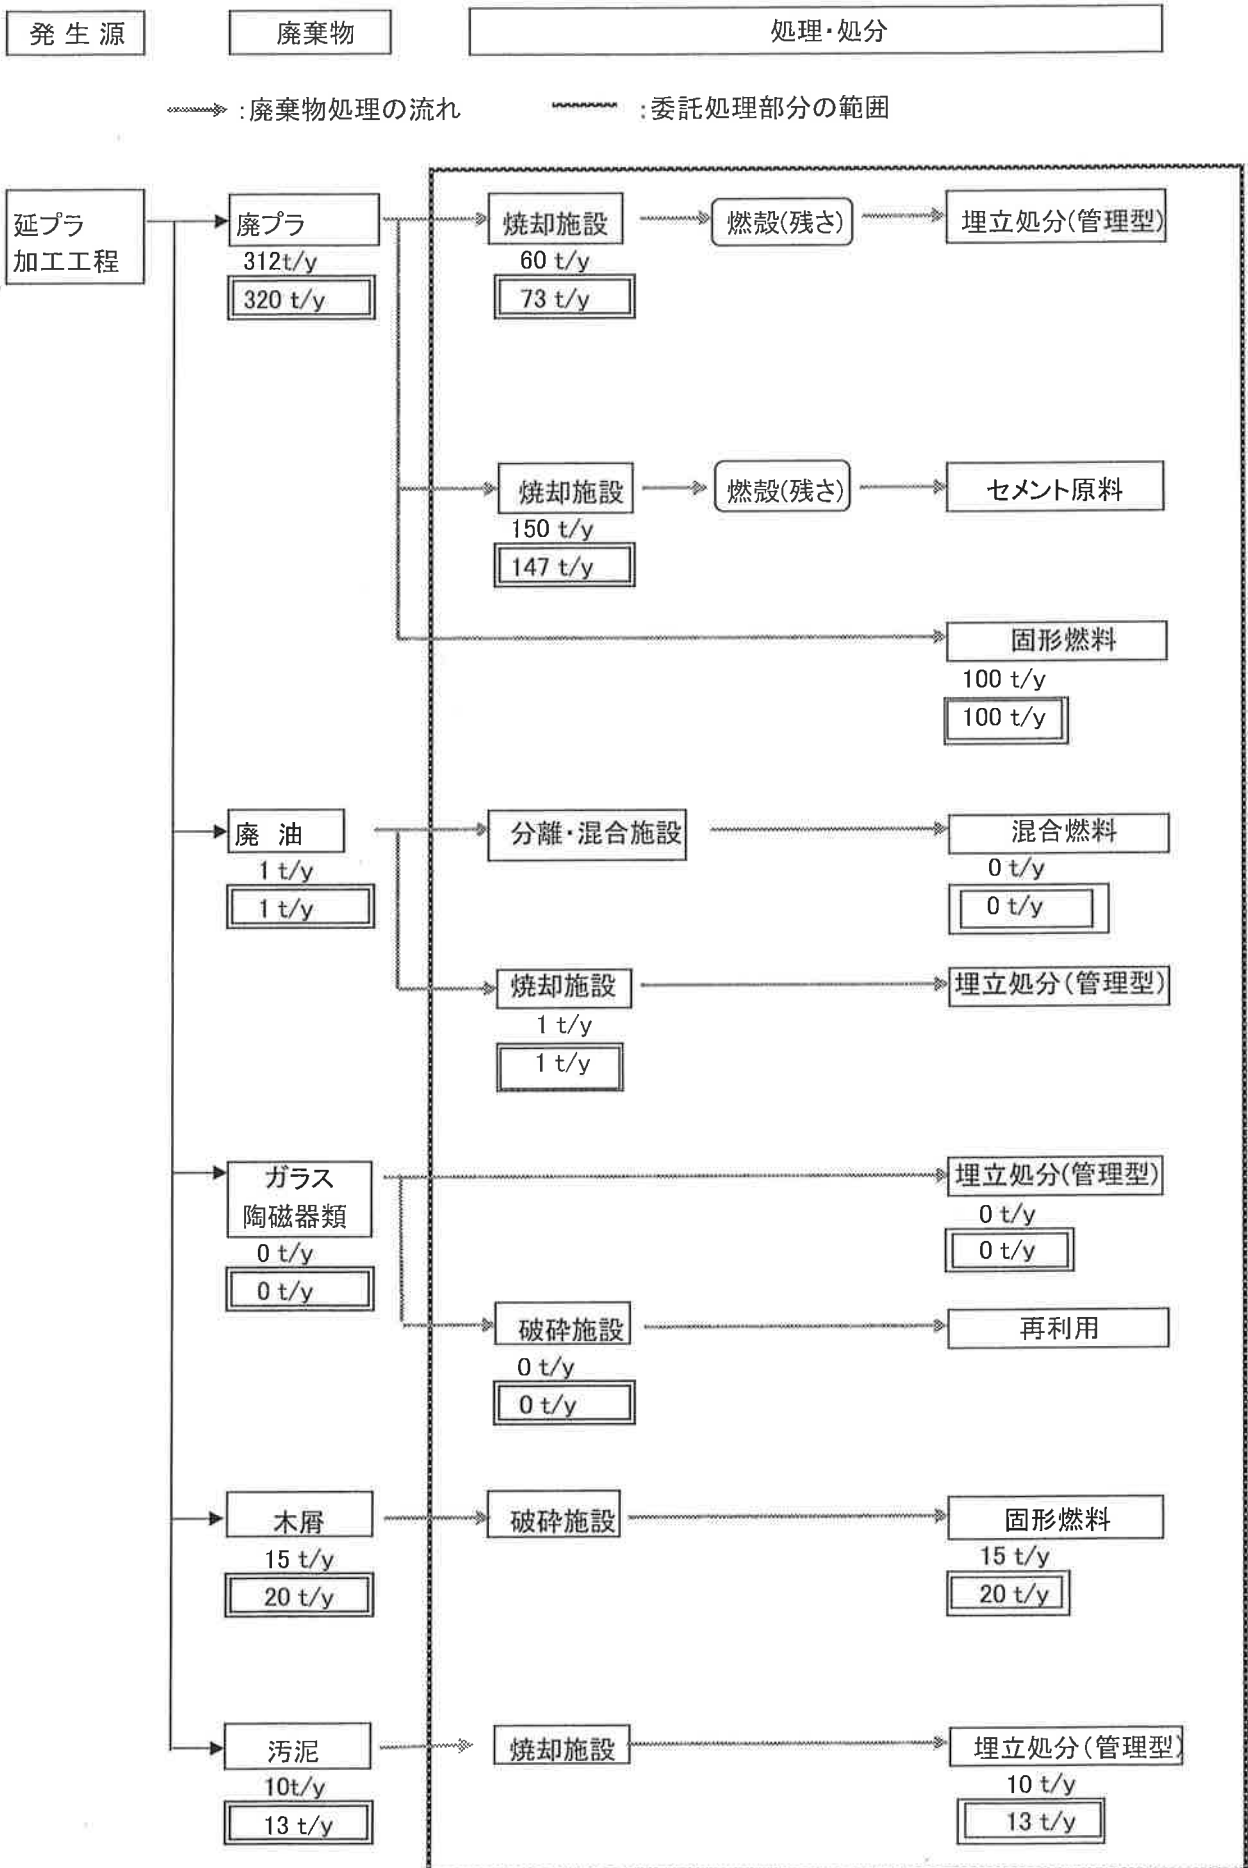 発生源
廃棄物
処理・処分
:廃棄物処理の流れ
:委託処理部分の範囲
延プラ
加工工程
廃プラ
312t/y
320 t/y
焼却施設
60 t/y
73 t/y
燃殻(残さ)
埋立処分(管理型)
焼却施設
150 t/y
147 t/y
燃殻(残さ)
セメント原料
固形燃料
100 t/y
100 t/y
廃 油
1 t/y
1 t/y
分離・混合施設
混合燃料
0 t/y
0 t/y
焼却施設
1 t/y
1 t/y
埋立処分(管理型)
ガラス
陶磁器類
0 t/y
0 t/y
埋立処分(管理型)
0 t/y
0 t/y
破砕施設
0 t/y
0 t/y
再利用
木屑
15 t/y
20 t/y
破砕施設
固形燃料
15 t/y
20 t/y
汚泥
10t/y
13 t/y
焼却施設
埋立処分(管理型)
10 t/y
13 t/y